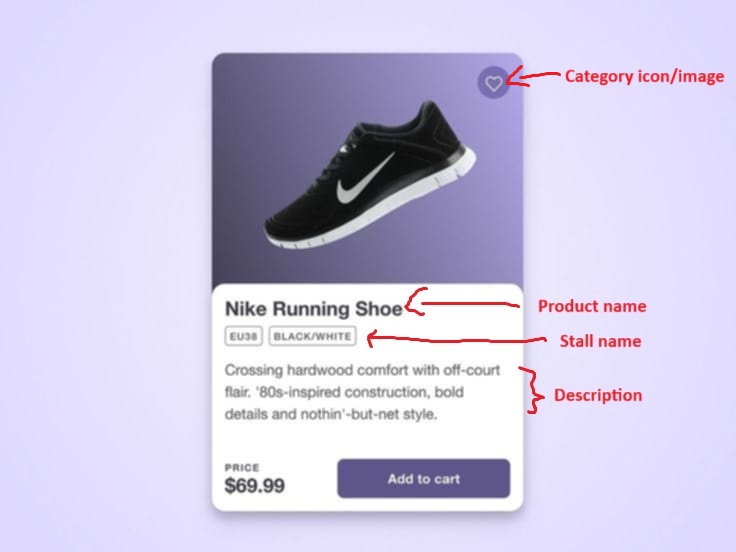 Category icon/image
Nike Running Shoe
Product name
EU38 BLACK/WHITE
Stall name
Crossing hardwood comfort with off-court
flair. '80s-inspired construction, bold
details and nothin'-but-net style.
Description
PRICE
$69.99
Add to cart